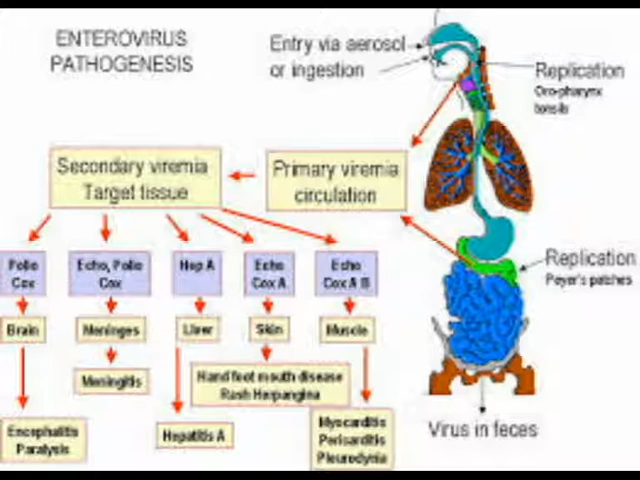 ENTEROVIRUS
PATHOGENESIS
Entry via aerosol
or ingestion
Replication
Oro-pharynx
tonsils
Secondary viremia
Target tissue
Primary viremia
circulation
Polio
Cox
Echo, Polio
Cox
Hep A
Echo
Cox A
Echo
Cox A B
Replication
Peyer's patches
Brain
Meninges
Liver
Skin
Muscle
Meningitis
Hand foot mouth disease
Rash Herpangina
Encephalitis
Paralysis
Hepatitis A
Myocarditis
Pericarditis
Pleurodynia
Virus in feces